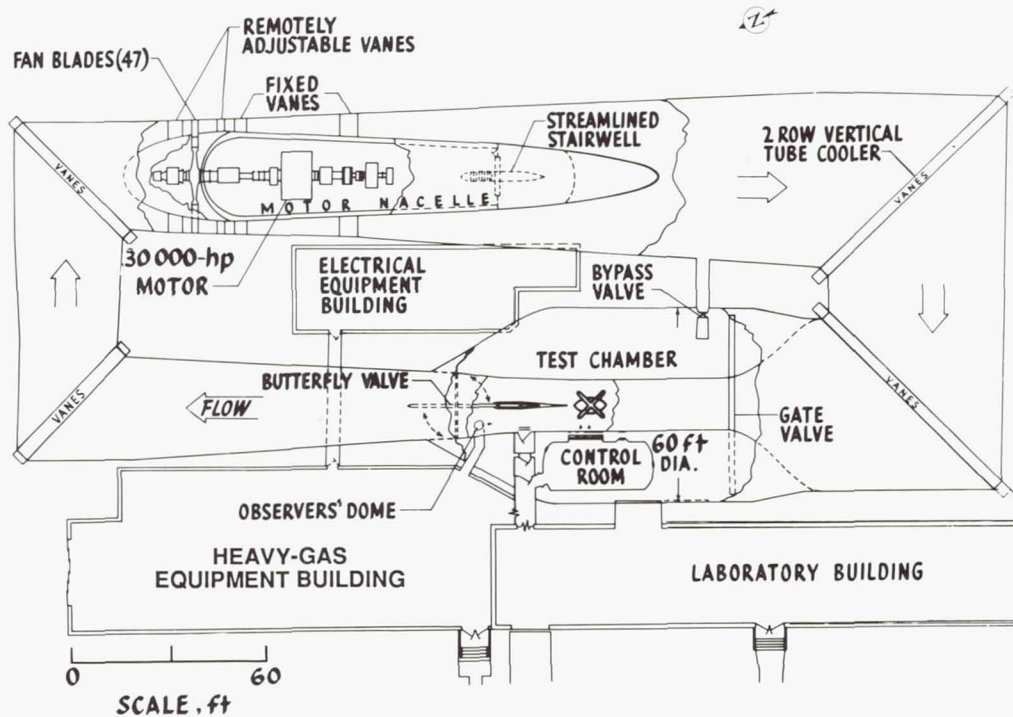 REMOTELY
ADJUSTABLE VANES
FAN BLADES (47)
FIXED
VANES
STREAMLINED
STAIRWELL
2 ROW VERTICAL
TUBE COOLER
VANES
VANES
MOTOR NACELLE
30 000-hp
MOTOR
ELECTRICAL
EQUIPMENT
BUILDING
BYPASS
VALVE
TEST CHAMBER
BUTTERFLY VALVE
FLOW
VANES
VANES
GATE
VALVE
60 ft
DIA.
CONTROL
ROOM
OBSERVERS' DOME
HEAVY-GAS
EQUIPMENT BUILDING
LABORATORY BUILDING
0 60
SCALE, ft
N